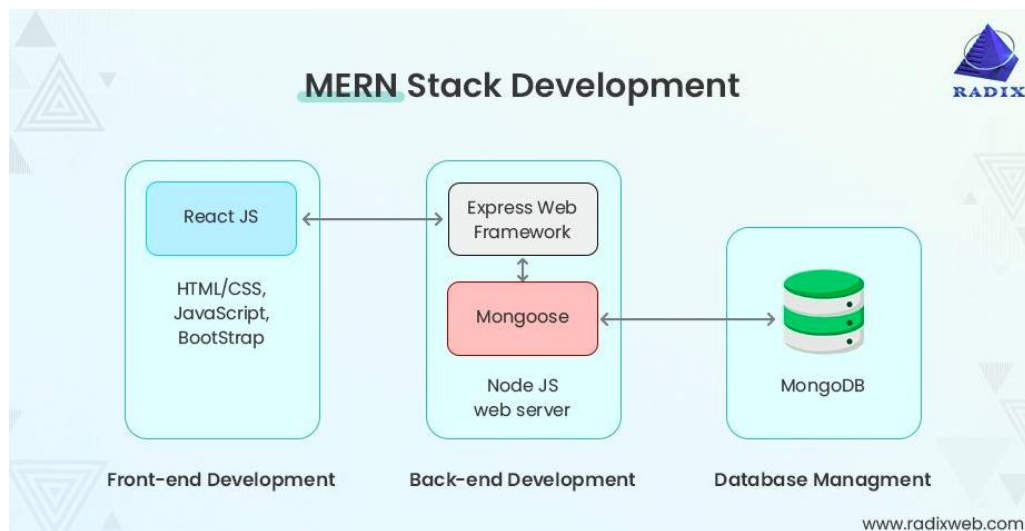 MERN Stack Development
RADIX
React JS
HTML/CSS,
JavaScript,
BootStrap
Front-end Development
Express Web
Framework
Mongoose
Node JS
web server
Back-end Development
MongoDB
Database Managment
www.radixweb.com